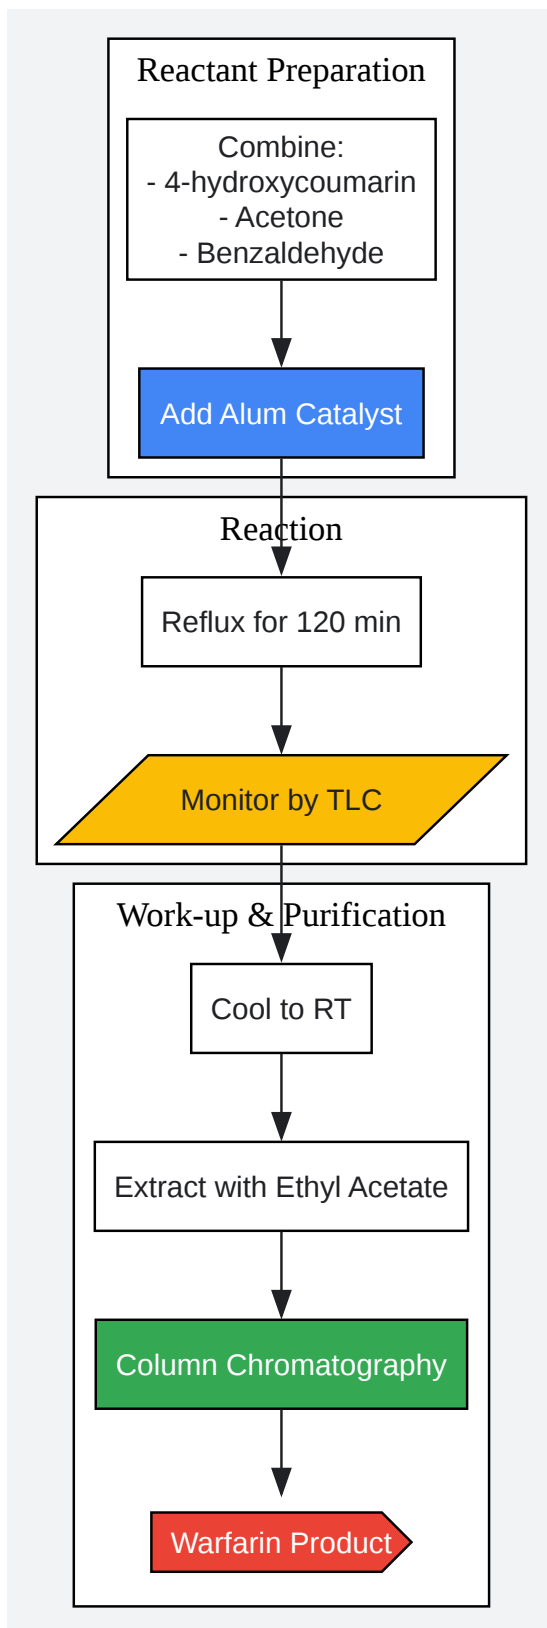 Reactant Preparation
Combine:
- 4-hydroxycoumarin
- Acetone
- Benzaldehyde
Add Alum Catalyst
Reaction
Reflux for 120 min
Monitor by TLC
Work-up & Purification
Cool to RT
Extract with Ethyl Acetate
Column Chromatography
Warfarin Product